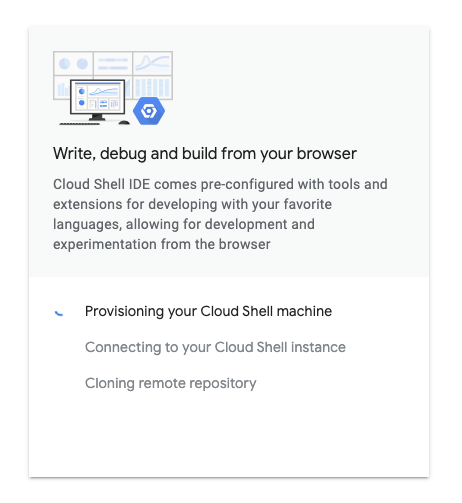 Write, debug and build from your browser
Cloud Shell IDE comes pre-configured with tools and
extensions for developing with your favorite
languages, allowing for development and
experimentation from the browser
Provisioning your Cloud Shell machine
Connecting to your Cloud Shell instance
Cloning remote repository